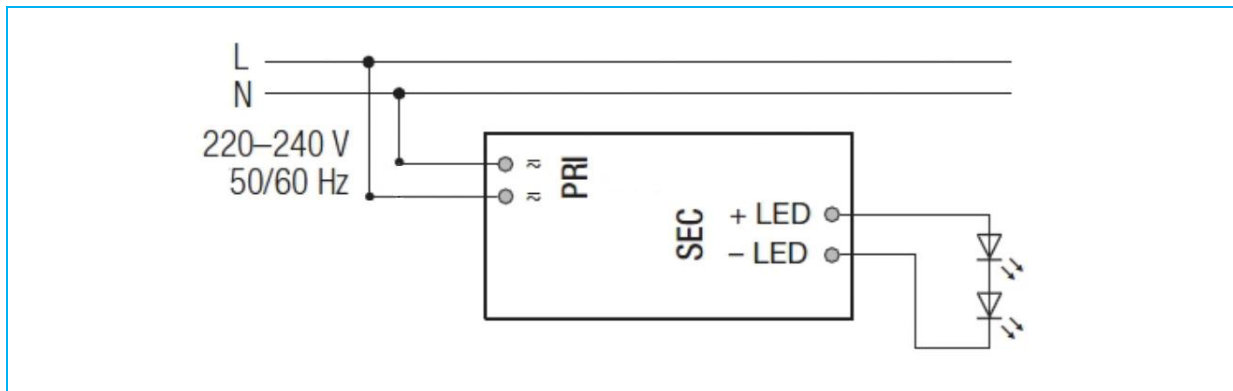 L
N
220–240 V
50/60 Hz
≂
≂
PRI
SEC
+ LED
– LED